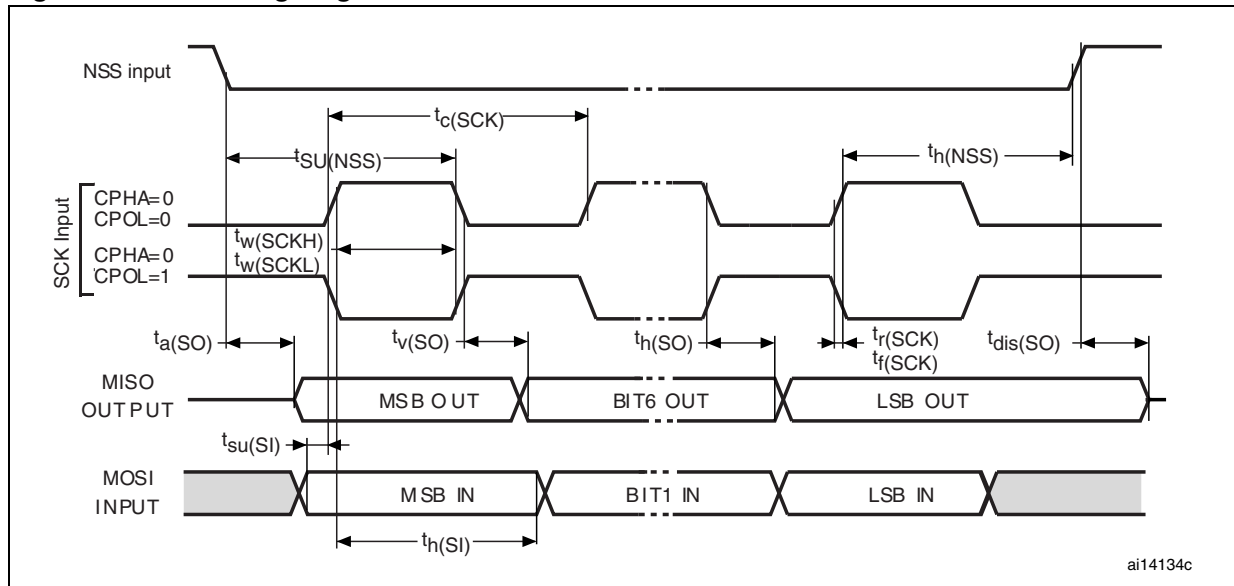 NSS input
tc(SCK)
tSU(NSS)
th(NSS)
SCK Input
CPHA=0
CPOL=0
tw(SCKH)
CPHA=0
tw(SCKL)
CPOL=1
ta(SO)
tv(SO)
th(SO)
tr(SCK)
tf(SCK)
tdis(SO)
MISO
OUTPUT
MSB OUT
BIT6 OUT
LSB OUT
tsu(SI)
MOSI
INPUT
MSB IN
BIT1 IN
LSB IN
th(SI)
ai14134c